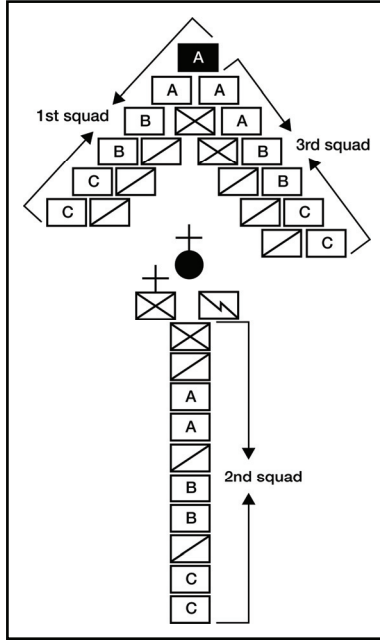 A
A A
1st squad
B A
B B
3rd squad
C B
C C
C
A
A
2nd squad
B
B
C
C